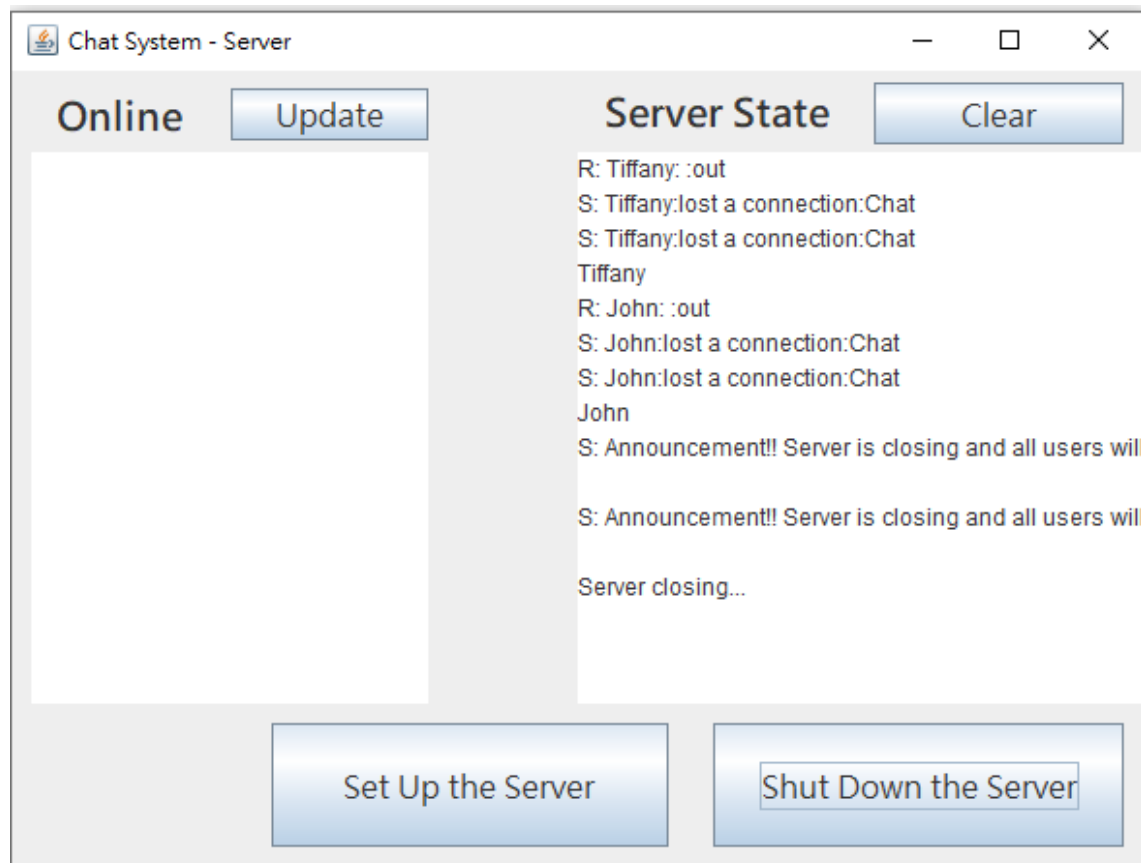 Chat System - Server
Online
Update
Server State
Clear
R: Tiffany: :out
S: Tiffany:lost a connection:Chat
S: Tiffany:lost a connection:Chat
Tiffany
R: John: :out
S: John:lost a connection:Chat
S: John:lost a connection:Chat
John
S: Announcement!! Server is closing and all users will
S: Announcement!! Server is closing and all users will
Server closing...
Set Up the Server
Shut Down the Server